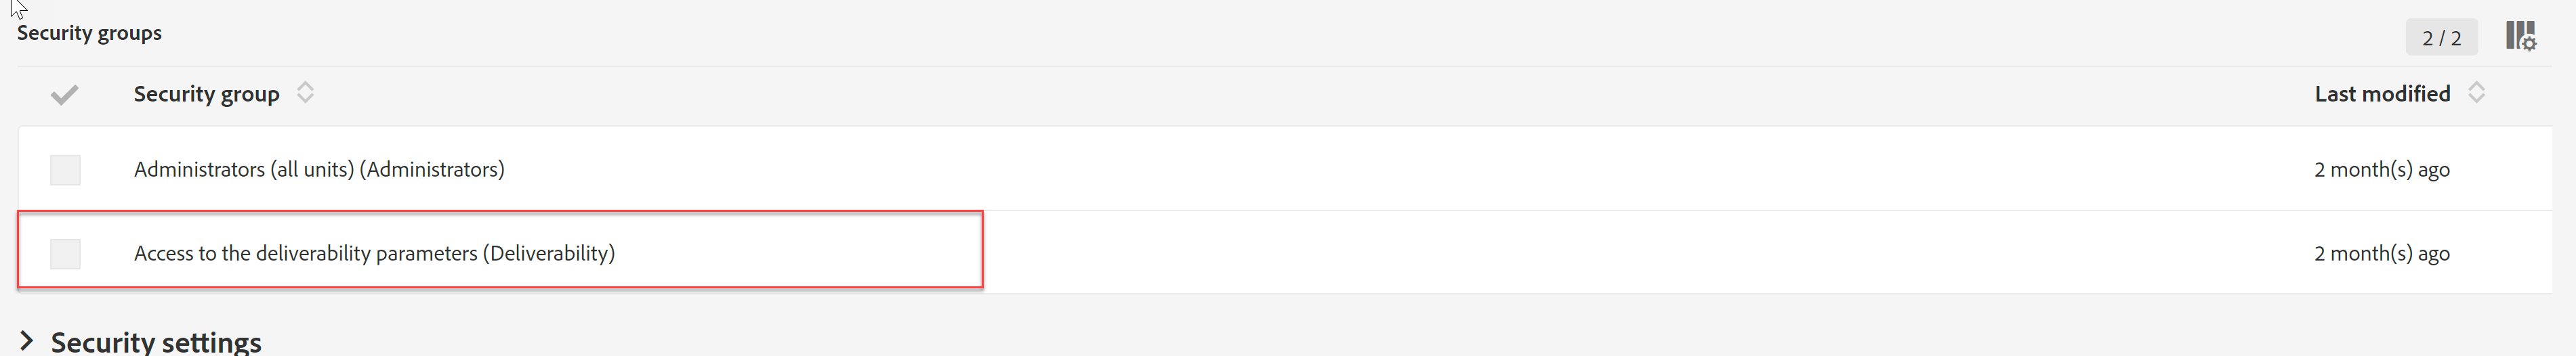 Security groups
2 / 2
Security group
Last modified
Administrators (all units) (Administrators)
2 month(s) ago
Access to the deliverability parameters (Deliverability)
2 month(s) ago
Security settings